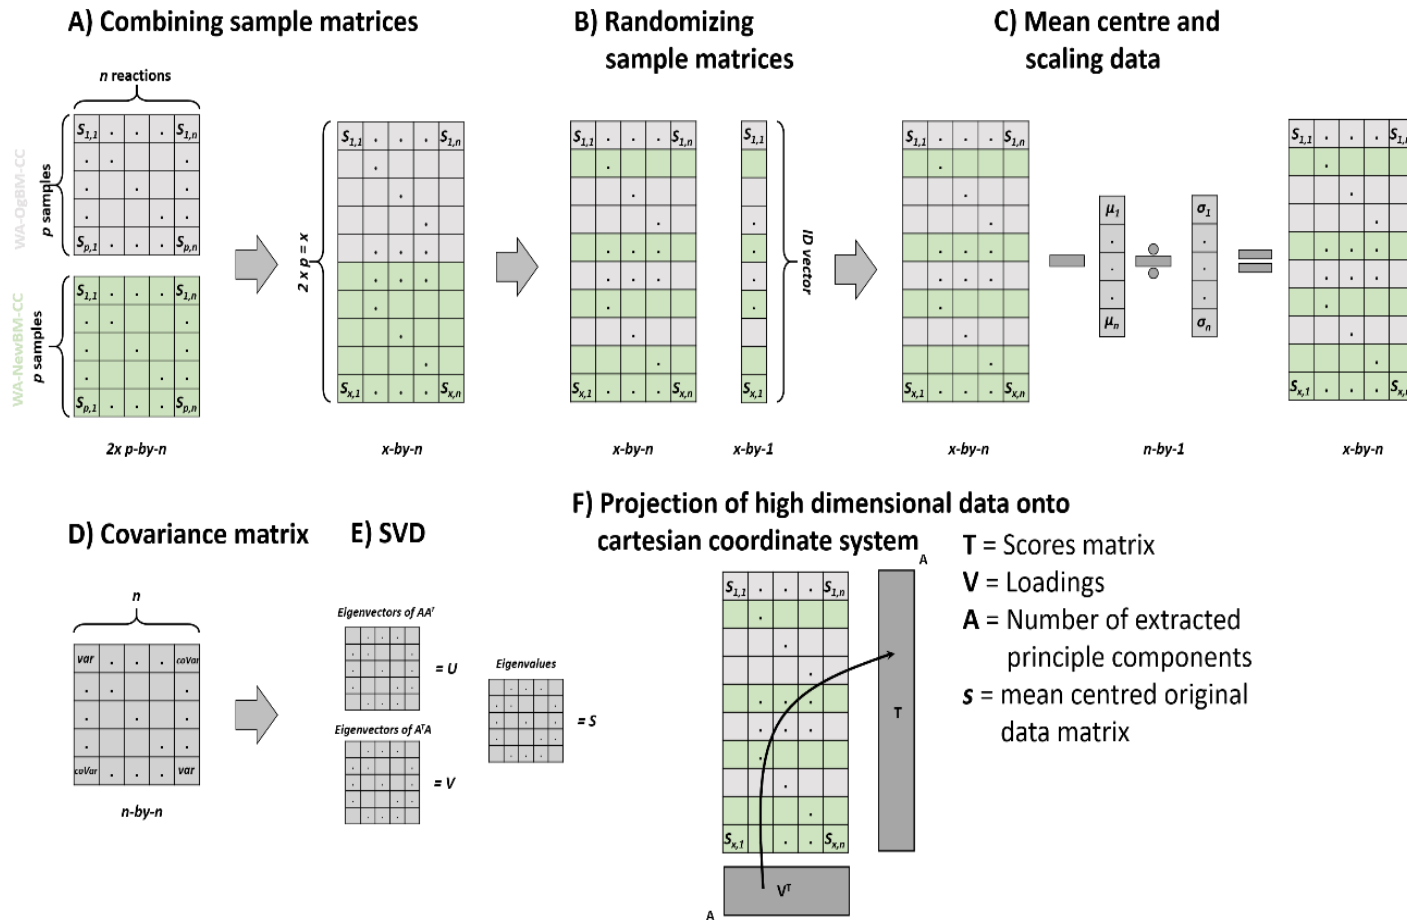 A) Combining sample matrices
n reactions
WA-OgBM-CC
p samples
S1,1 . . . S1,n
. .
. .
. .
Sp,1 . . . Sp,n
WA-NewBM-CC
p samples
S1,1 . . . S1,n
. .
. .
. .
Sp,1 . . . Sp,n
2x p-by-n
2 x p = x
S1,1 . . . S1,n
.
.
.
. . .
. . .
.
.
.
Sx,1 . . . Sx,n
x-by-n
B) Randomizing
sample matrices
S1,1 . . . S1,n
.
.
.
. . .
. . .
.
.
.
Sx,1 . . . Sx,n
x-by-n
S1,1
.
.
.
Sx,1
ID vector
x-by-1
C) Mean centre and
scaling data
S1,1 . . . S1,n
.
.
.
. . .
. . .
.
.
.
Sx,1 . . . Sx,n
x-by-n
μ1
.
.
.
μn
÷
σ1
.
.
.
σn
=
n-by-1
S1,1 . . . S1,n
.
.
.
. . .
. . .
.
.
.
Sx,1 . . . Sx,n
x-by-n
D) Covariance matrix
n
var . . . coVar
. .
. .
. .
coVar . . . var
n-by-n
E) SVD
Eigenvectors of AAᵀ
= U
Eigenvectors of AᵀA
= V
Eigenvalues
= S
F) Projection of high dimensional data onto
cartesian coordinate system
S1,1 . . . S1,n
.
.
.
. . .
. . .
.
.
.
Sx,1 . . . Sx,n
A
T
A
Vᵀ
T = Scores matrix
V = Loadings
A = Number of extracted
principle components
s = mean centred original
data matrix